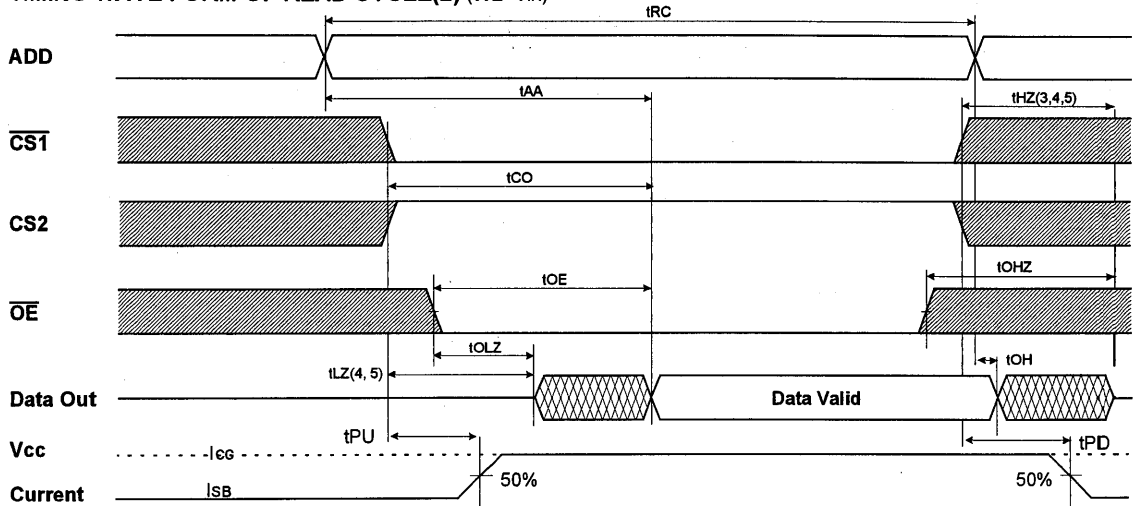 tRC
ADD
tAA
tHZ(3,4,5)
CS1
tCO
CS2
tOHZ
tOE
OE
tOLZ
tOH
tLZ(4, 5)
Data Out
Data Valid
tPU
tPD
Vcc
50%
50%
Current
ISB